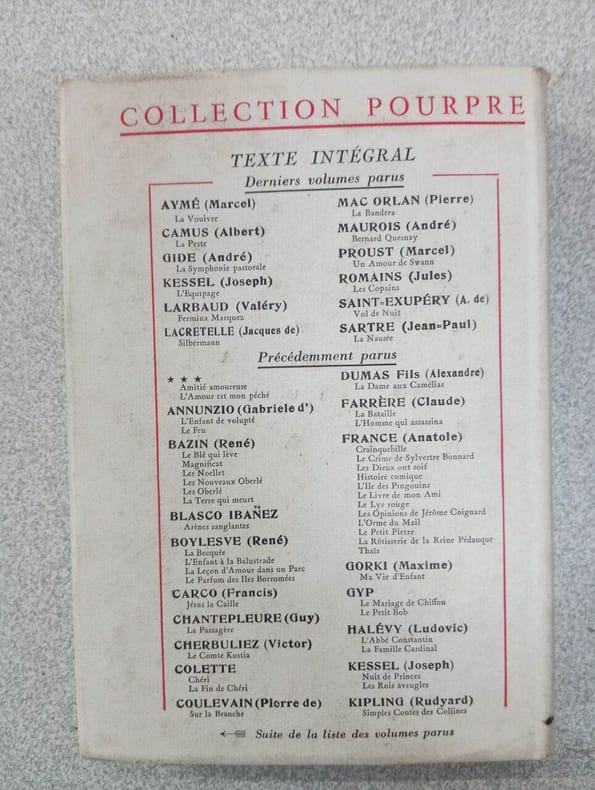 COLLECTION POURPRE
TEXTE INTÉGRAL
Derniers volumes parus
AYMÉ (Marcel)
La Vouivre
CAMUS (Albert)
La Peste
GIDE (André)
La Symphonie pastorale
KESSEL (Joseph)
L'Equipage
LARBAUD (Valéry)
Fermina Marquez
LACRETELLE (Jacques de)
Silbermann
MAC ORLAN (Pierre)
La Bandera
MAUROIS (André)
Bernard Quesnay
PROUST (Marcel)
Un Amour de Swann
ROMAINS (Jules)
Les Copains
SAINT=EXUPÉRY (A. de)
Vol de Nuit
SARTRE (Jean=Paul)
La Nausée
Précédemment parus
★ ★ ★
Amitié amoureuse
L'Amour est mon péché
ANNUNZIO (Gabriele d')
L'Enfant de volupté
Le Feu
BAZIN (René)
Le Blé qui lève
Magnificat
Les Noellet
Les Nouveaux Oberlé
Les Oberlé
La Terre qui meurt
BLASCO IBAÑEZ
Arènes sanglantes
BOYLESVE (René)
La Becquée
L'Enfant à la Balustrade
La Leçon d'Amour dans un Parc
Le Parfum des Iles Borromées
CARCO (Francis)
Jésus la Caille
CHANTEPLEURE (Guy)
La Passagère
CHERBULIEZ (Victor)
Le Comte Kostia
COLETTE
Chéri
La Fin de Chéri
COULEVAIN (Pierre de)
Sur la Branche
DUMAS Fils (Alexandre)
La Dame aux Camélias
FARRÈRE (Claude)
La Bataille
L'Homme qui assassina
FRANCE (Anatole)
Crainquebille
Le Crime de Sylvestre Bonnard
Les Dieux ont soif
Histoire comique
L'Ile des Pingouins
Le Livre de mon Ami
Le Lys rouge
Les Opinions de Jérôme Coignard
L'Orme du Mail
Le Petit Pierre
La Rôtisserie de la Reine Pédauque
Thaïs
GORKI (Maxime)
Ma Vie d'Enfant
GYP
Le Mariage de Chiffon
Le Petit Bob
HALÉVY (Ludovic)
L'Abbé Constantin
La Famille Cardinal
KESSEL (Joseph)
Nuit de Princes
Les Rois aveugles
KIPLING (Rudyard)
Simples Contes des Collines
Suite de la liste des volumes parus